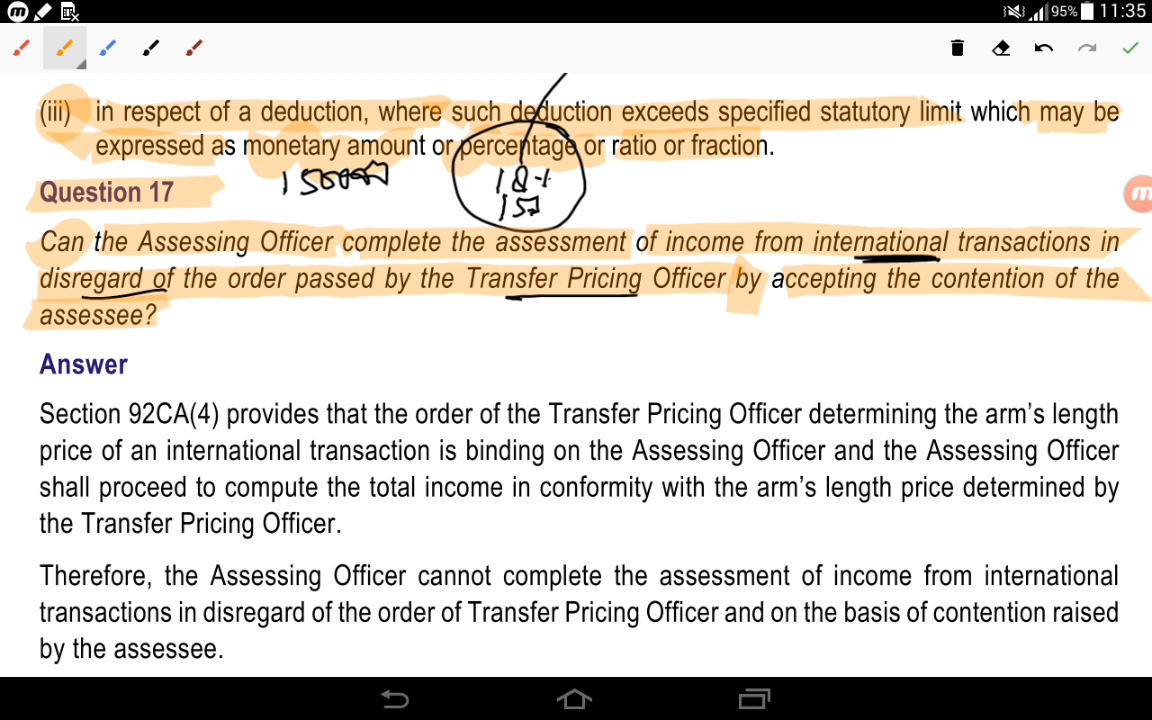 95% 11:35
(iii) in respect of a deduction, where such deduction exceeds specified statutory limit which may be
expressed as monetary amount or percentage or ratio or fraction.
Question 17
Can the Assessing Officer complete the assessment of income from international transactions in
disregard of the order passed by the Transfer Pricing Officer by accepting the contention of the
assessee?
Answer
Section 92CA(4) provides that the order of the Transfer Pricing Officer determining the arm's length
price of an international transaction is binding on the Assessing Officer and the Assessing Officer
shall proceed to compute the total income in conformity with the arm's length price determined by
the Transfer Pricing Officer.
Therefore, the Assessing Officer cannot complete the assessment of income from international
transactions in disregard of the order of Transfer Pricing Officer and on the basis of contention raised
by the assessee.